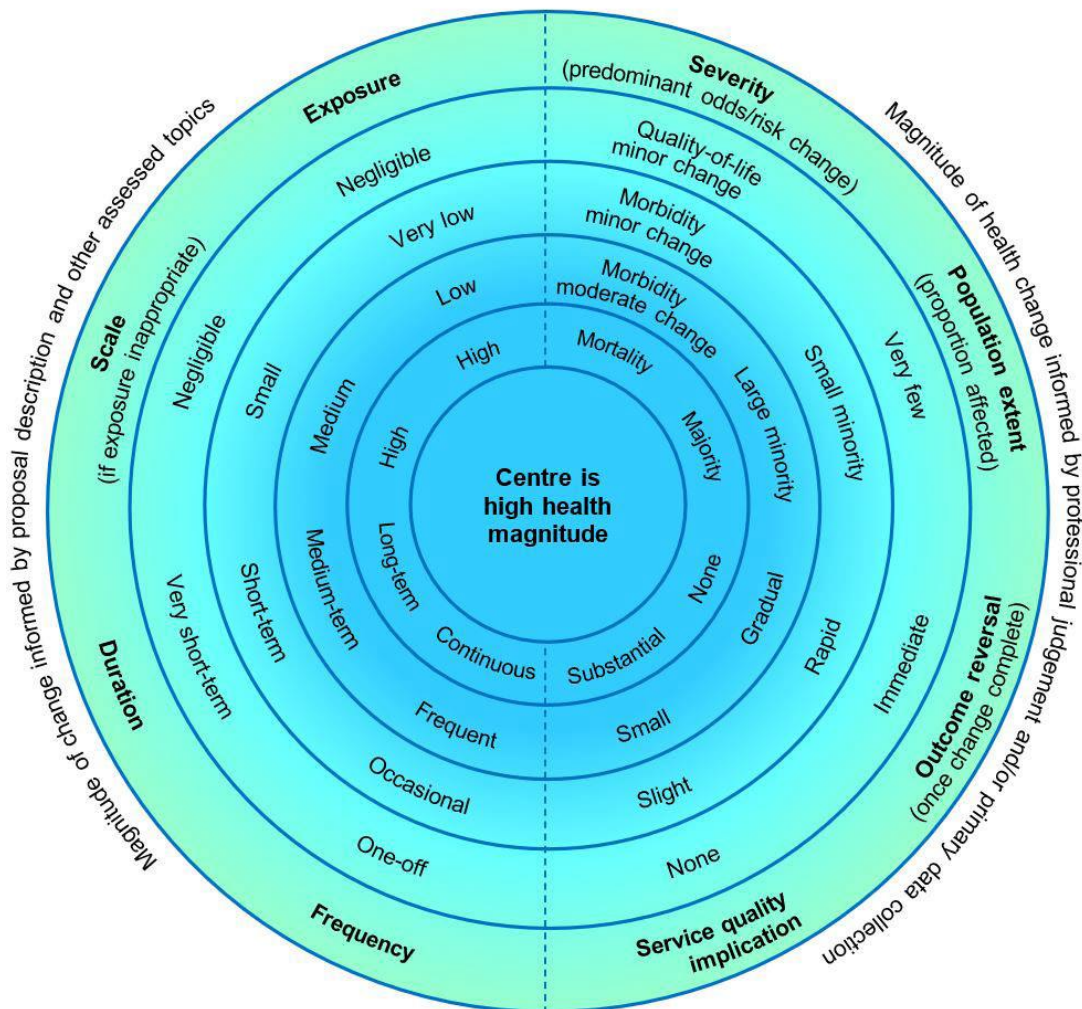 Magnitude of change informed by proposal description and other assessed topics
Magnitude of health change informed by professional judgement and/or primary data collection
Exposure
Negligible
Very low
Low
High
Scale
(if exposure inappropriate)
Negligible
Small
Medium
High
Duration
Very short-term
Short-term
Medium-term
Long-term
Frequency
One-off
Occasional
Frequent
Continuous
Severity
(predominant odds/risk change)
Quality-of-life
minor change
Morbidity
minor change
Morbidity
moderate change
Mortality
Population extent
(proportion affected)
Very few
Small minority
Large minority
Majority
Outcome reversal
(once change complete)
Immediate
Rapid
Gradual
None
Service quality
implication
None
Slight
Small
Substantial
Centre is
high health
magnitude